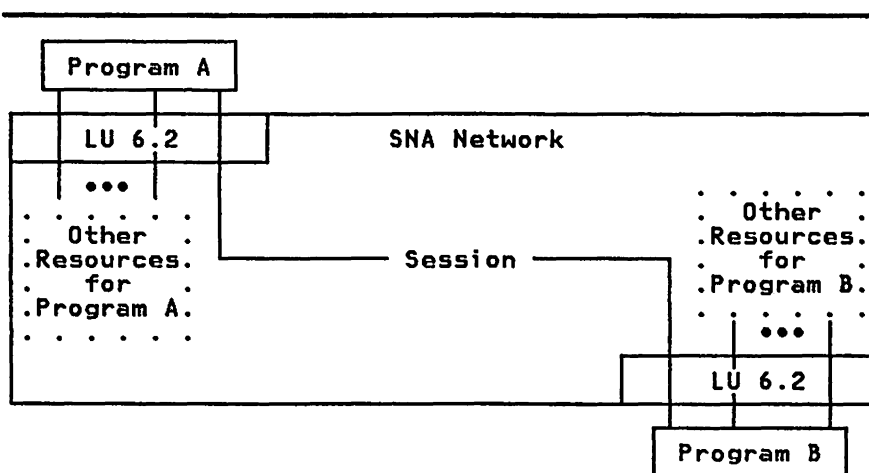 Program A
LU 6.2
SNA Network
Other
Resources
for
Program A
Session
Other
Resources
for
Program B
LU 6.2
Program B